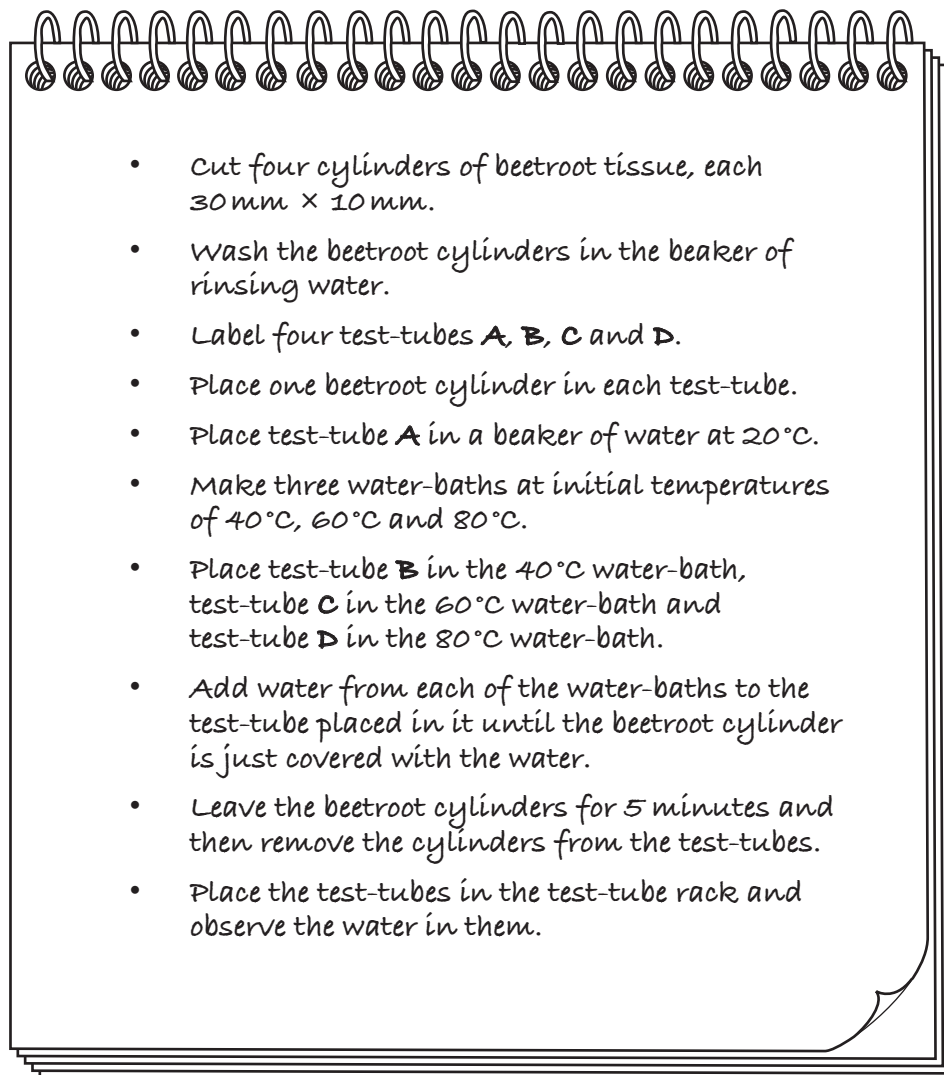 • Cut four cylinders of beetroot tissue, each
30 mm × 10 mm.
• Wash the beetroot cylinders in the beaker of
rinsing water.
• Label four test-tubes A, B, C and D.
• Place one beetroot cylinder in each test-tube.
• Place test-tube A in a beaker of water at 20 °C.
• Make three water-baths at initial temperatures
of 40 °C, 60 °C and 80 °C.
• Place test-tube B in the 40 °C water-bath,
test-tube C in the 60 °C water-bath and
test-tube D in the 80 °C water-bath.
• Add water from each of the water-baths to the
test-tube placed in it until the beetroot cylinder
is just covered with the water.
• Leave the beetroot cylinders for 5 minutes and
then remove the cylinders from the test-tubes.
• Place the test-tubes in the test-tube rack and
observe the water in them.